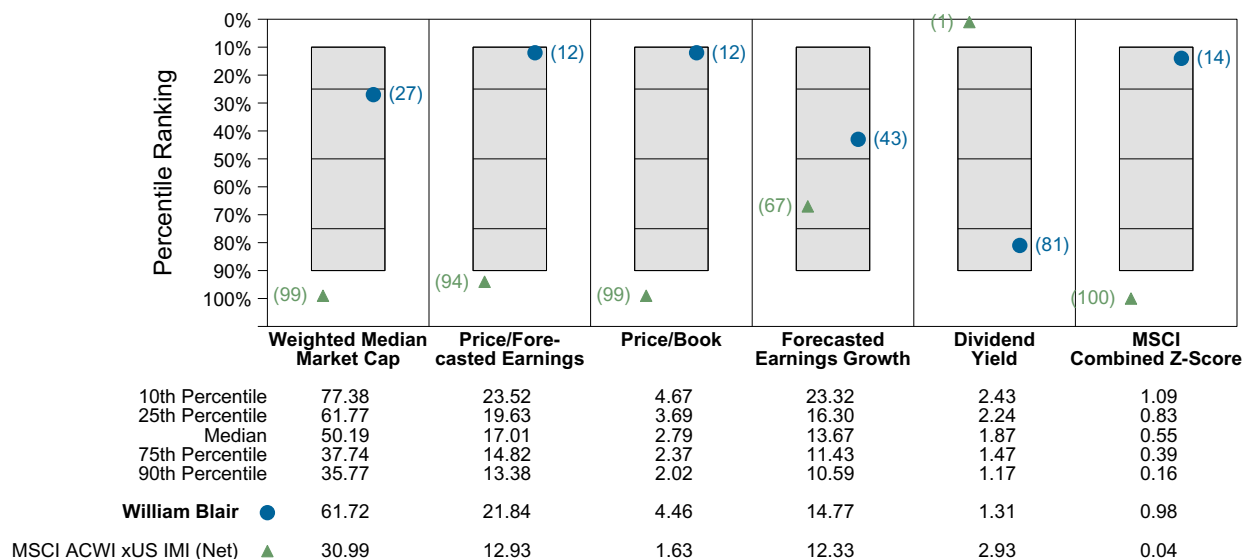 Percentile Ranking
0%
10%
20%
30%
40%
50%
60%
70%
80%
90%
100%
(27)
(99)
(12)
(94)
(12)
(99)
(43)
(67)
(1)
(81)
(14)
(100)
Weighted Median
Market Cap
Price/Fore-
casted Earnings
Price/Book
Forecasted
Earnings Growth
Dividend
Yield
MSCI
Combined Z-Score
10th Percentile 77.38 23.52 4.67 23.32 2.43 1.09
25th Percentile 61.77 19.63 3.69 16.30 2.24 0.83
Median 50.19 17.01 2.79 13.67 1.87 0.55
75th Percentile 37.74 14.82 2.37 11.43 1.47 0.39
90th Percentile 35.77 13.38 2.02 10.59 1.17 0.16
William Blair 61.72 21.84 4.46 14.77 1.31 0.98
MSCI ACWI xUS IMI (Net) 30.99 12.93 1.63 12.33 2.93 0.04